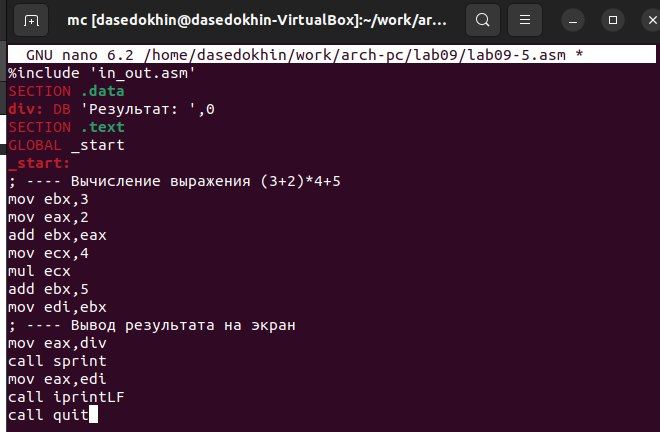 mc [dasedokhin@dasedokhin-VirtualBox]:~/work/ar...
GNU nano 6.2 /home/dasedokhin/work/arch-pc/lab09/lab09-5.asm *
%include 'in_out.asm'
SECTION .data
div: DB 'Результат: ',0
SECTION .text
GLOBAL _start
_start:
; ---- Вычисление выражения (3+2)*4+5
mov ebx,3
mov eax,2
add ebx,eax
mov ecx,4
mul ecx
add ebx,5
mov edi,ebx
; ---- Вывод результата на экран
mov eax,div
call sprint
mov eax,edi
call iprintLF
call quit